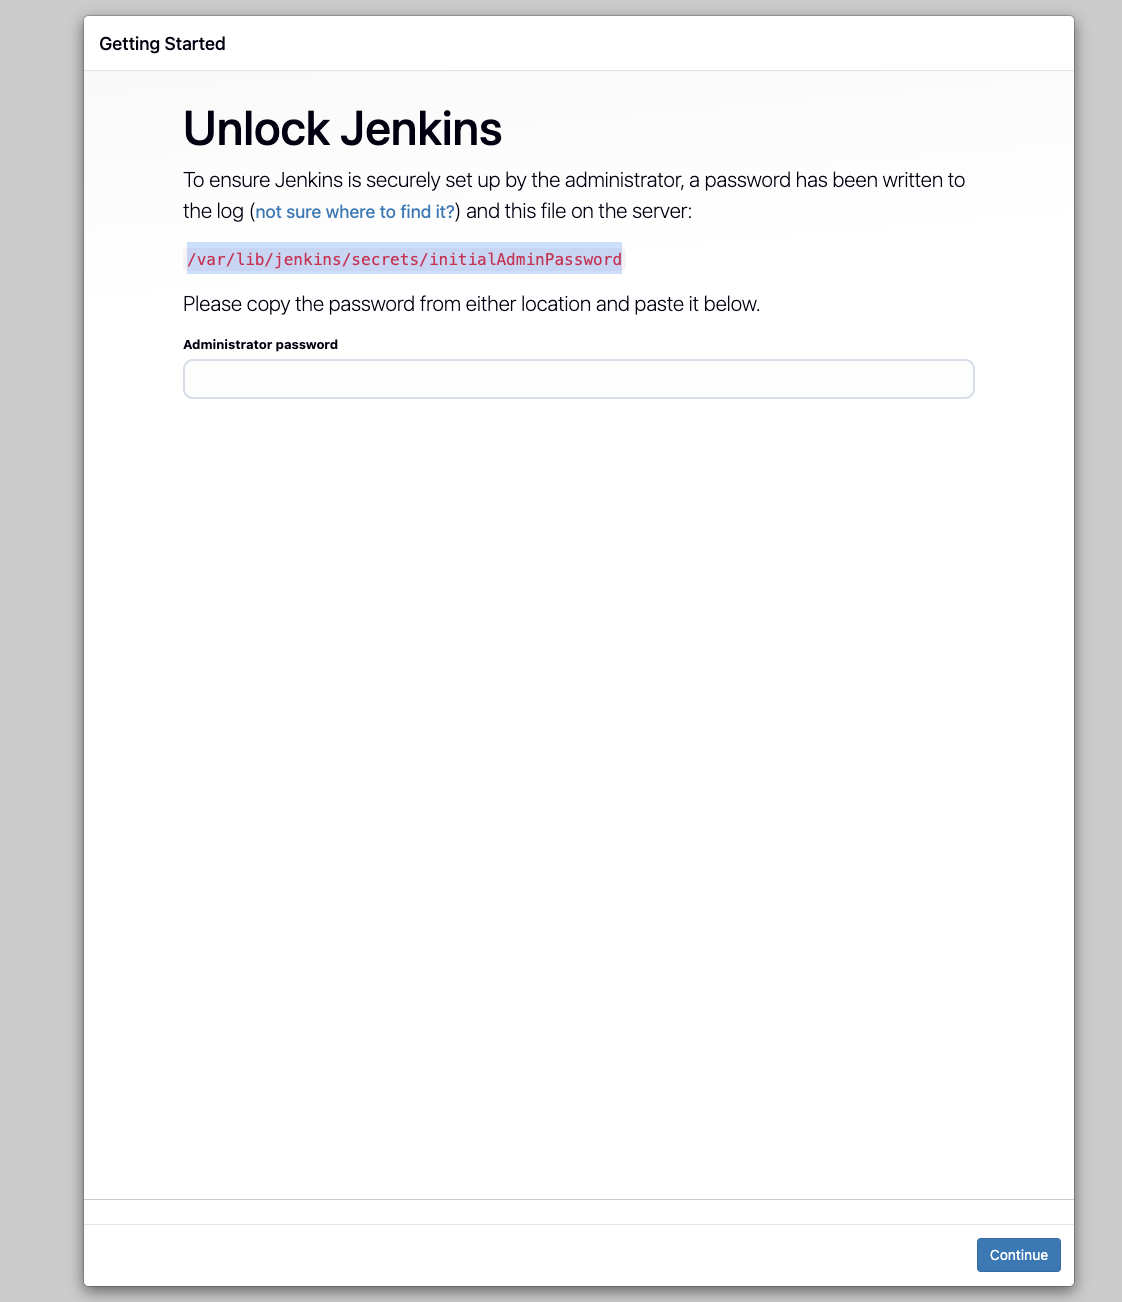 Getting Started
Unlock Jenkins
To ensure Jenkins is securely set up by the administrator, a password has been written to
the log (not sure where to find it?) and this file on the server:
/var/lib/jenkins/secrets/initialAdminPassword
Please copy the password from either location and paste it below.
Administrator password
Continue